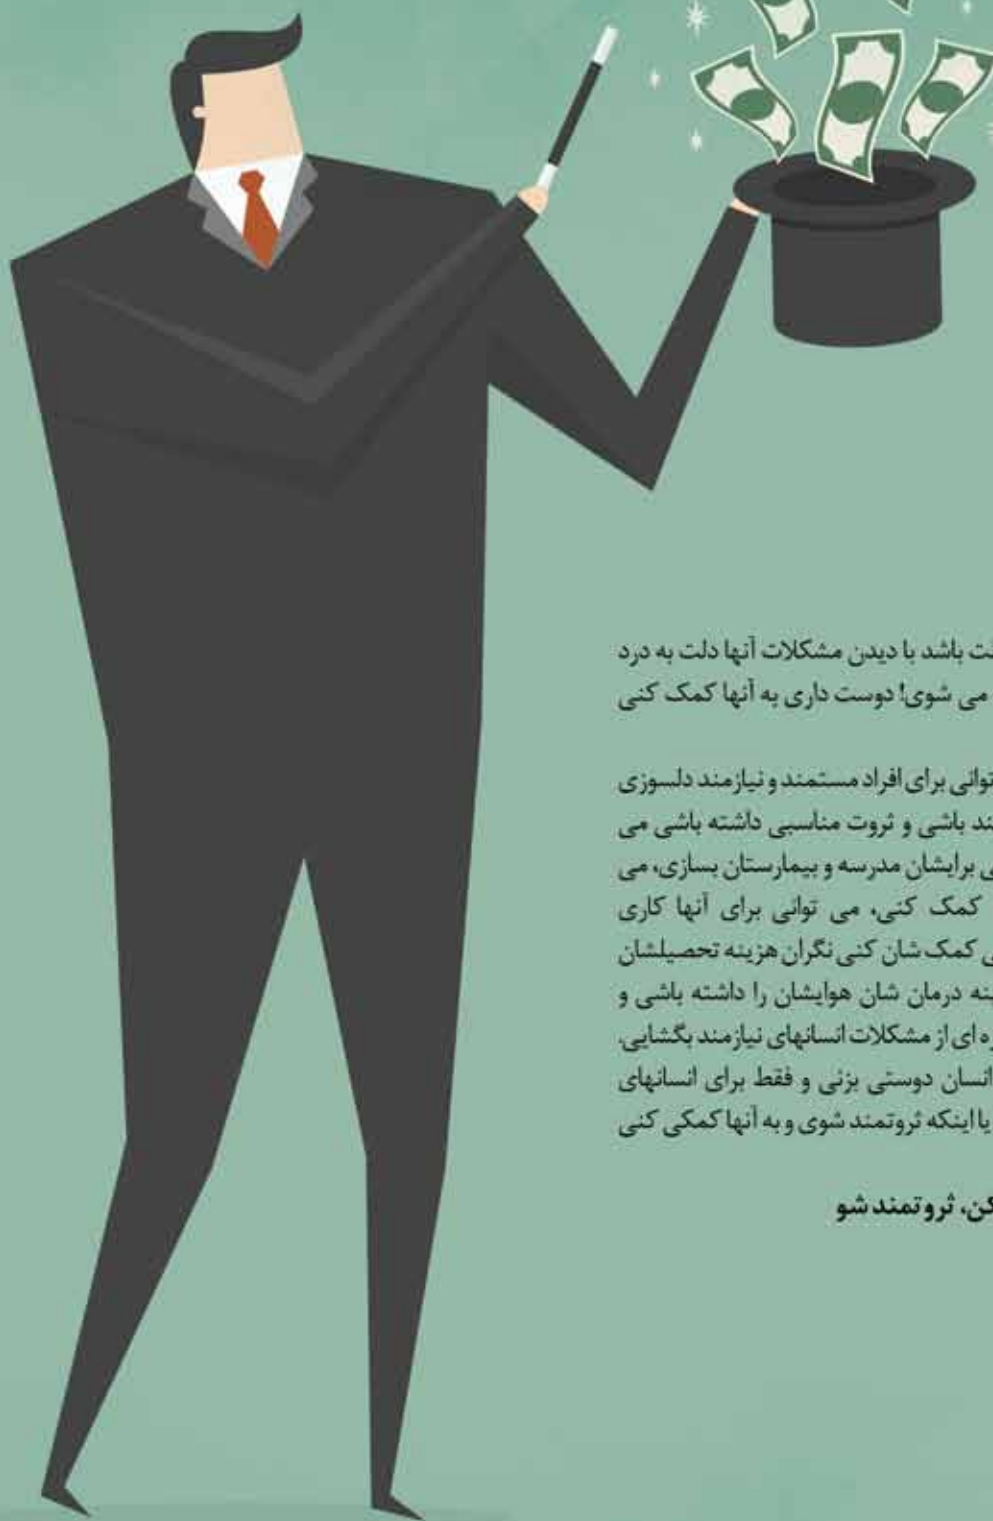 باشد با دیدن مشکلات آنها دلت به درد
می شوی! دوست داری به آنها کمک کنی
توانی برای افراد مستمند و نیازمند دلسوزی
باشی و ثروت مناسبی داشته باشی می
برایشان مدرسه و بیمارستان بسازی، می
کمک کنی، می توانی برای آنها کاری
کمک شان کنی نگران هزینه تحصیلشان
درمان شان هوایشان را داشته باشی و
ای از مشکلات انسانهای نیازمند بگشایی.
انسان دوستی بزنی و فقط برای انسانهای
یا اینکه ثروتمند شوی و به آنها کمکی کنی
کن، ثروتمند شو